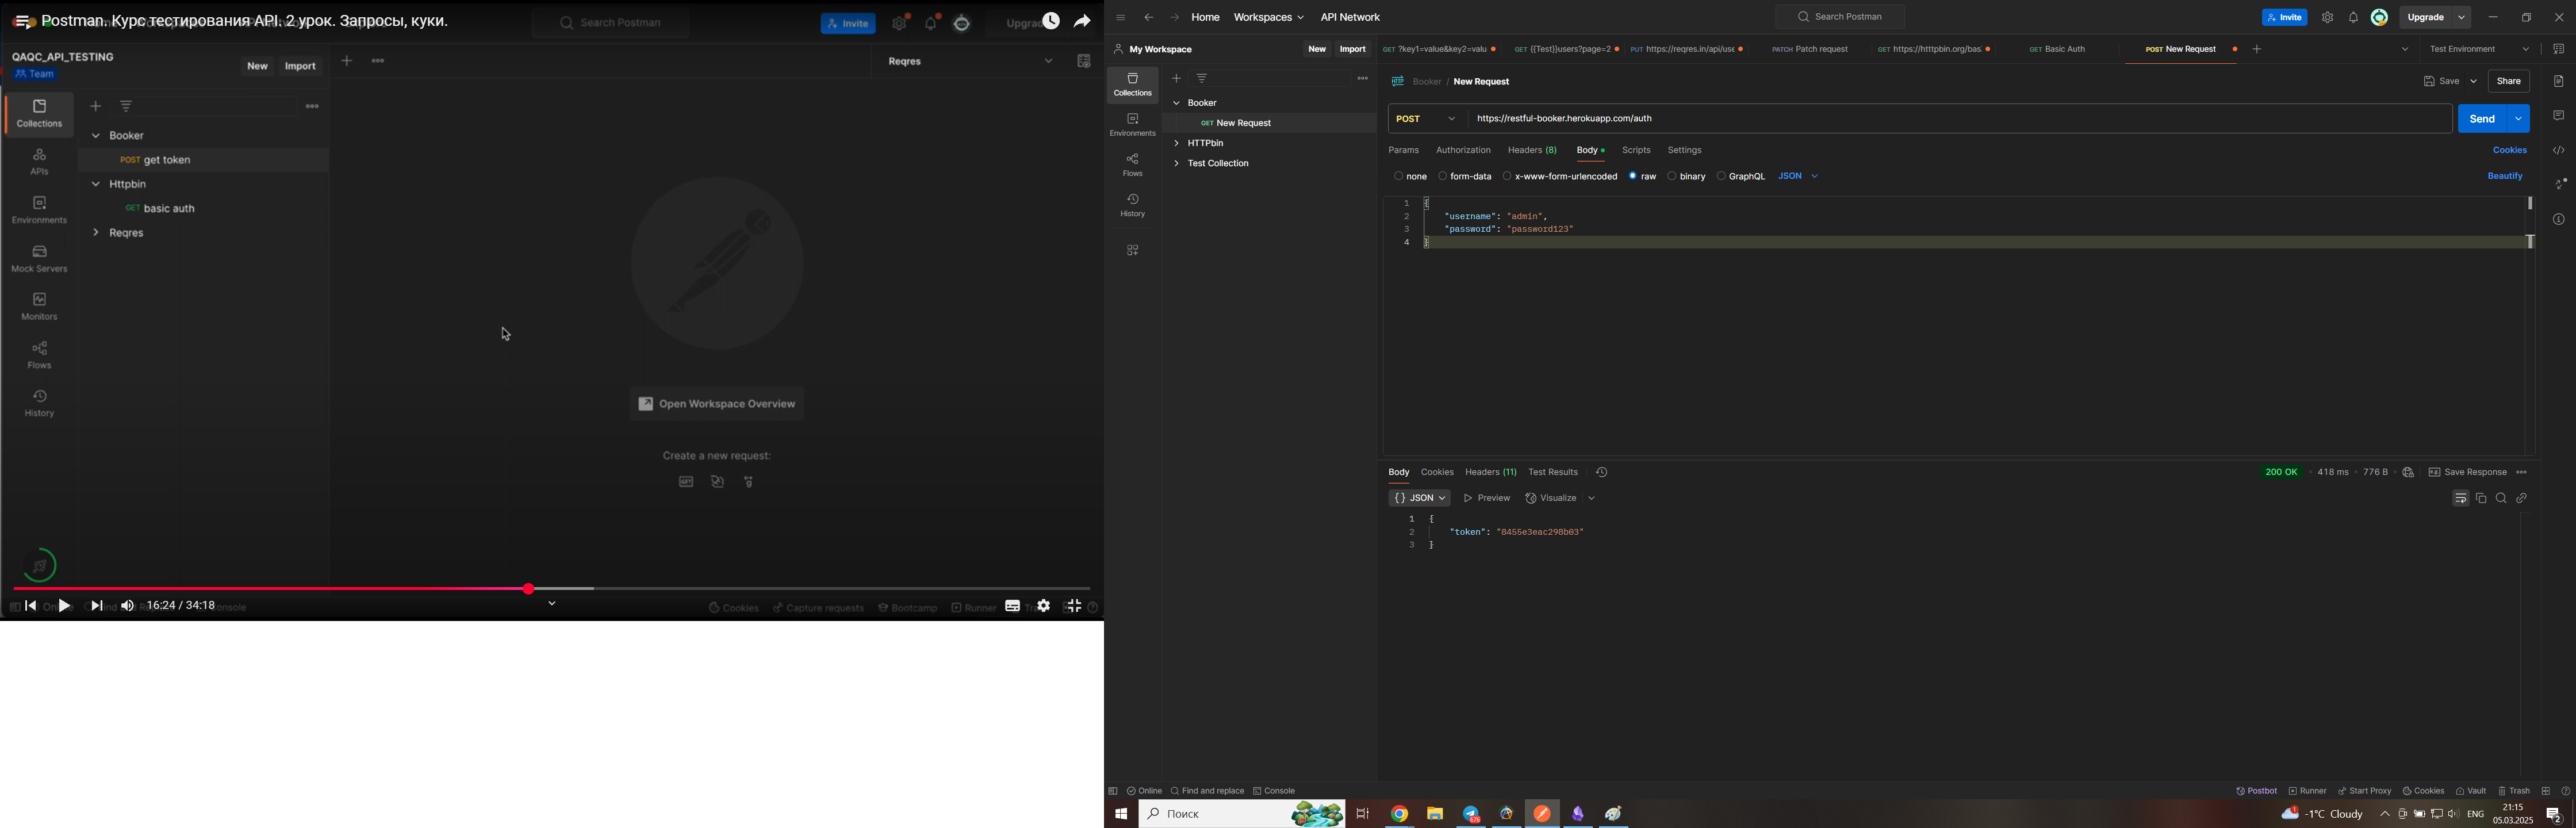 Postman. Курс тестирования API. 2 урок. Запросы, куки.
Search Postman
Invite
Upgra
QAQC_API_TESTING
Team
New
Import
Reqres
Collections
APIs
Environments
Mock Servers
Monitors
Flows
History
Booker
POST get token
Httpbin
GET basic auth
Reqres
Open Workspace Overview
Create a new request:
GET
16:24 / 34:18
Cookies
Capture requests
Bootcamp
Runner
Home
Workspaces
API Network
Search Postman
Invite
Upgrade
My Workspace
New
Import
GET ?key1=value&key2=valu
GET {{Test}}users?page=2
PUT https://reqres.in/api/use
PATCH Patch request
GET https://htttpbin.org/bas
GET Basic Auth
POST New Request
Test Environment
Collections
Environments
Flows
History
Booker
GET New Request
HTTPbin
Test Collection
HTTP Booker / New Request
Save
Share
POST
https://restful-booker.herokuapp.com/auth
Send
Params
Authorization
Headers (8)
Body
Scripts
Settings
Cookies
none
form-data
x-www-form-urlencoded
raw
binary
GraphQL
JSON
Beautify
1 {
2 "username": "admin",
3 "password": "password123"
4 }
Body
Cookies
Headers (11)
Test Results
200 OK
418 ms
776 B
Save Response
{} JSON
Preview
Visualize
1 {
2 "token": "8455e3eac298b03"
3 }
Online
Find and replace
Console
Postbot
Runner
Start Proxy
Cookies
Vault
Trash
Поиск
-1°C Cloudy
ENG
21:15
05.03.2025
2